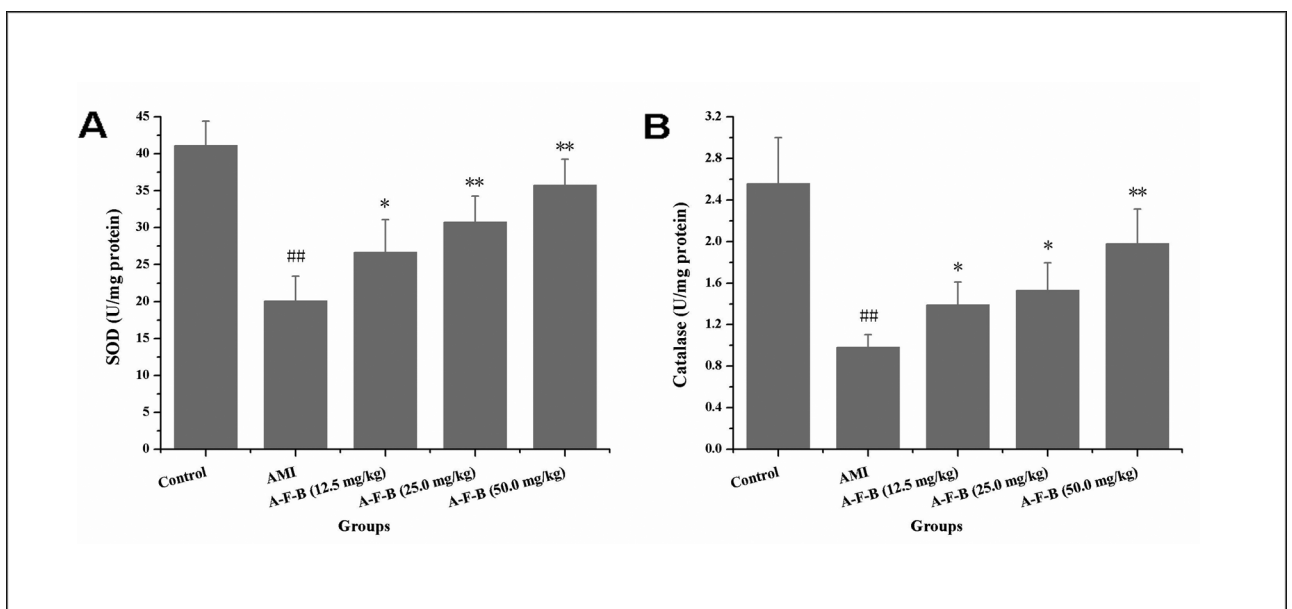 A
45
40
35
30
25
20
15
10
5
0
SOD (U/mg protein)
##
*
**
**
Control
AMI
A-F-B (12.5 mg/kg)
A-F-B (25.0 mg/kg)
A-F-B (50.0 mg/kg)
Groups
B
3.2
2.8
2.4
2.0
1.6
1.2
0.8
0.4
0.0
Catalase (U/mg protein)
##
*
*
**
Control
AMI
A-F-B (12.5 mg/kg)
A-F-B (25.0 mg/kg)
A-F-B (50.0 mg/kg)
Groups